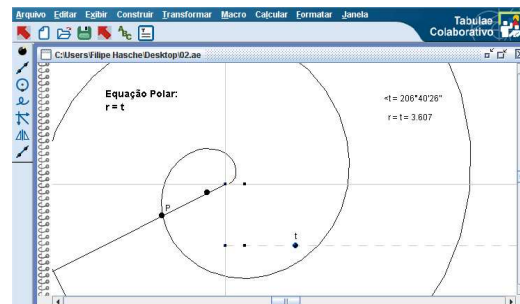 Arquivo Editar Exibir Construir Transformar Macro Calcular Formatar Janela
Tabulae
Colaborativo
ABC
C:\Users\Filipe Hasche\Desktop\02.ae
Equação Polar:
r = t
<t = 206°40'26"
r = t = 3.607
P
t